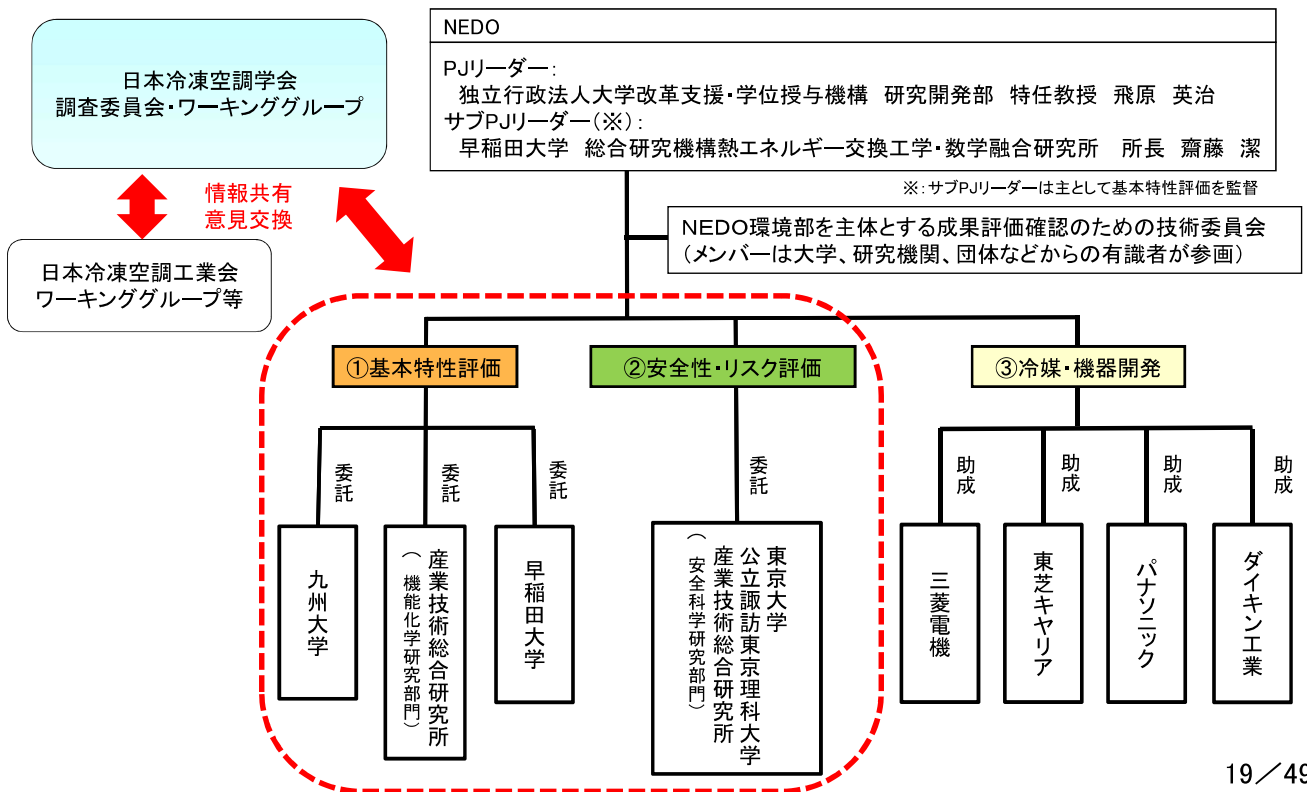 日本冷凍空調学会
調査委員会・ワーキンググループ
NEDO
PJリーダー：
独立行政法人大学改革支援・学位授与機構 研究開発部 特任教授 飛原 英治
サブPJリーダー（※）：
早稲田大学 総合研究機構熱エネルギー交換工学・数学融合研究所 所長 齋藤 潔
※：サブPJリーダーは主として基本特性評価を監督
情報共有
意見交換
日本冷凍空調工業会
ワーキンググループ等
NEDO環境部を主体とする成果評価確認のための技術委員会
（メンバーは大学、研究機関、団体などからの有識者が参画）
①基本特性評価
②安全性・リスク評価
③冷媒・機器開発
委託
委託
委託
委託
助成
助成
助成
助成
九州大学
産業技術総合研究所
（機能化学研究部門）
早稲田大学
東京大学
公立諏訪東京理科大学
産業技術総合研究所
（安全科学研究部門）
三菱電機
東芝キヤリア
パナソニック
ダイキン工業
19／49